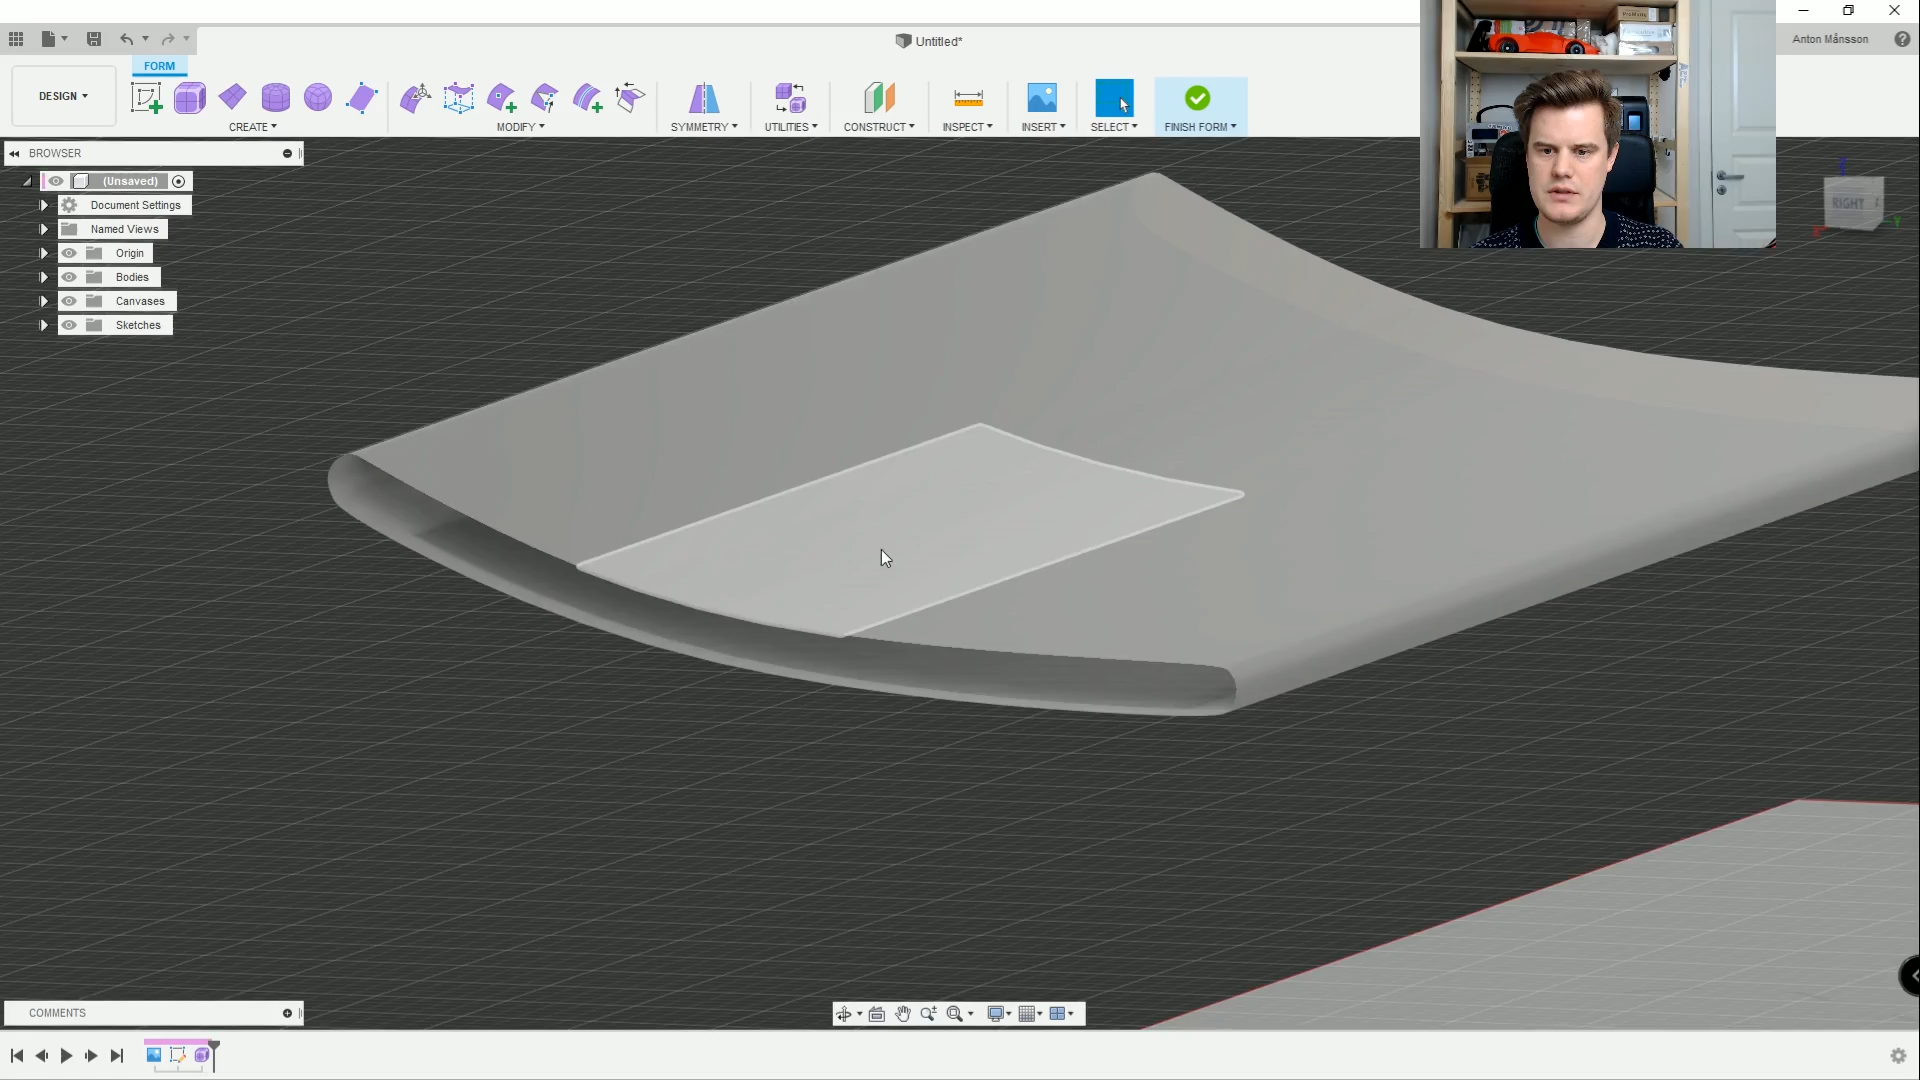 Untitled*
Anton Månsson
FORM
DESIGN
CREATE
MODIFY
SYMMETRY
UTILITIES
CONSTRUCT
INSPECT
INSERT
SELECT
FINISH FORM
BROWSER
(Unsaved)
Document Settings
Named Views
Origin
Bodies
Canvases
Sketches
RIGHT
COMMENTS